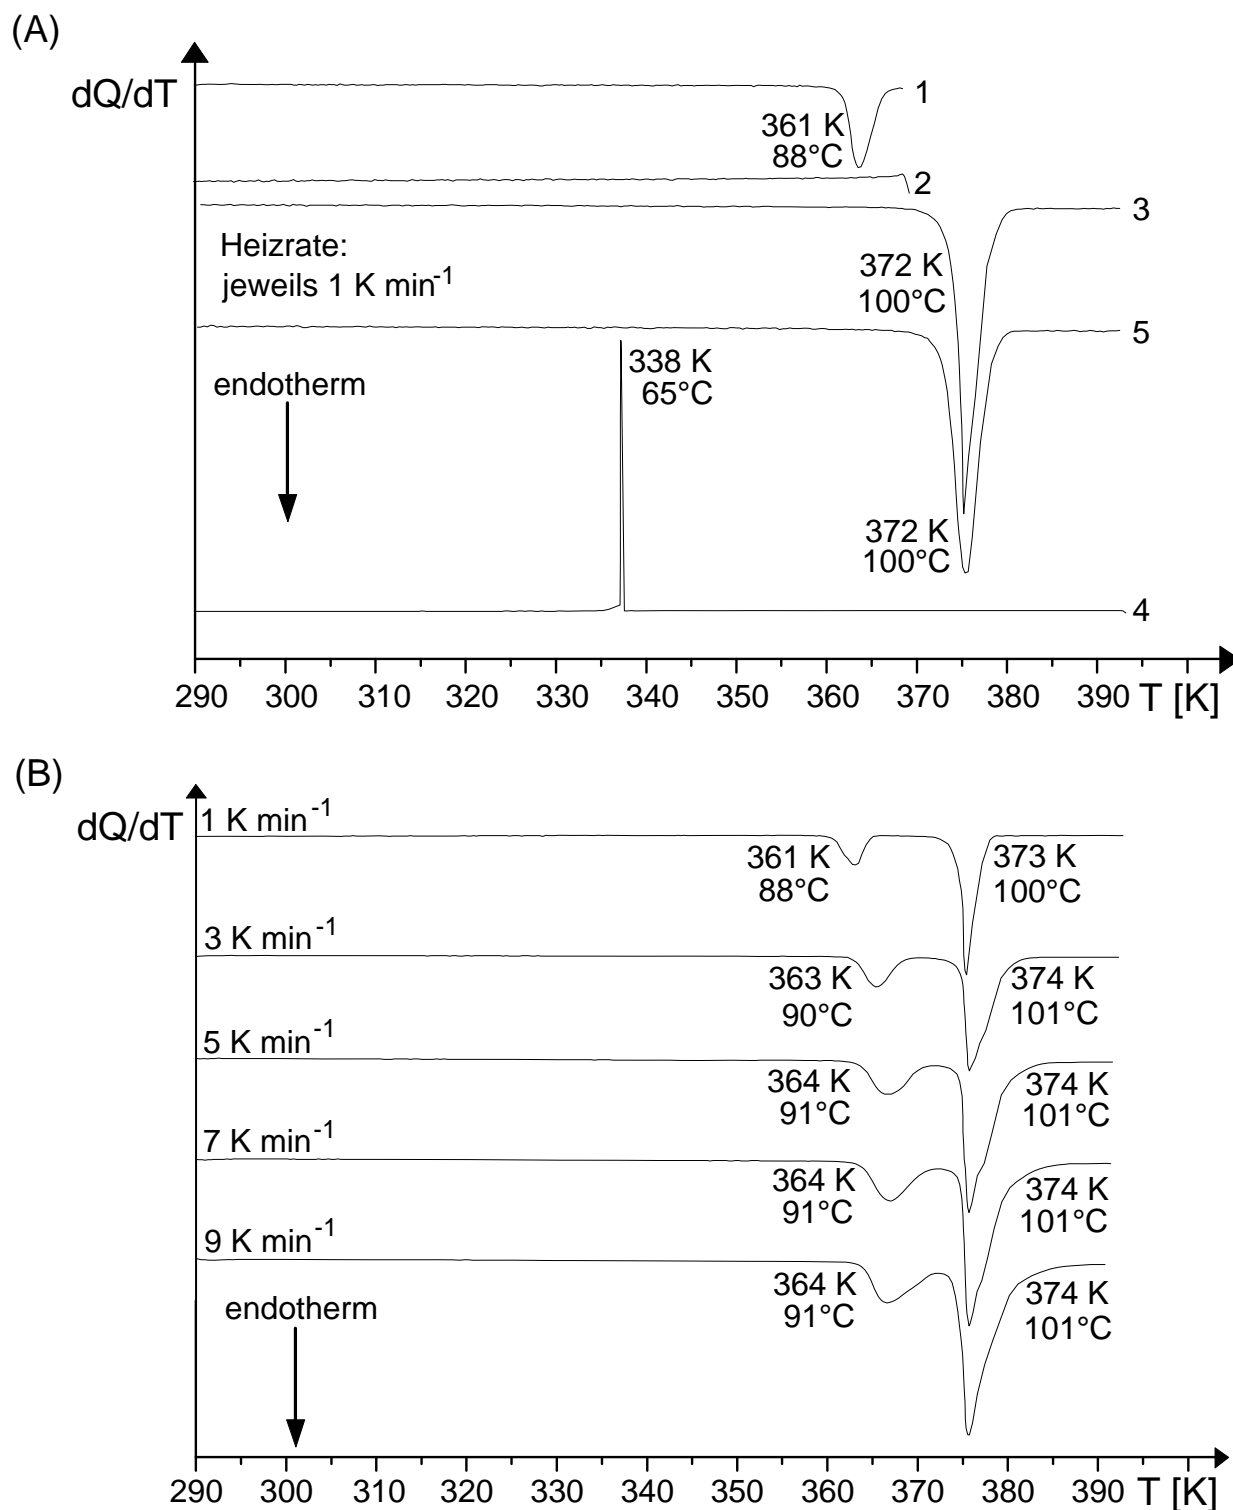 (A)
dQ/dT
1
361 K
88°C
2
3
Heizrate:
jeweils 1 K min⁻¹
372 K
100°C
5
338 K
65°C
endotherm
372 K
100°C
4
290 300 310 320 330 340 350 360 370 380 390 T [K]
(B)
dQ/dT
1 K min⁻¹
361 K
88°C
373 K
100°C
3 K min⁻¹
363 K
90°C
374 K
101°C
5 K min⁻¹
364 K
91°C
374 K
101°C
7 K min⁻¹
364 K
91°C
374 K
101°C
9 K min⁻¹
364 K
91°C
374 K
101°C
endotherm
290 300 310 320 330 340 350 360 370 380 390 T [K]